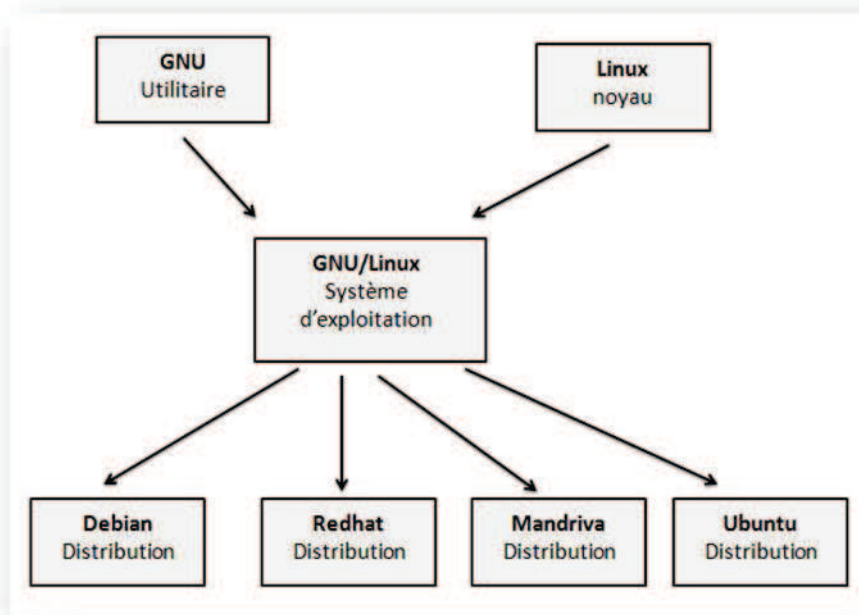 GNU
Utilitaire
Linux
noyau
GNU/Linux
Système
d'exploitation
Debian
Distribution
Redhat
Distribution
Mandriva
Distribution
Ubuntu
Distribution